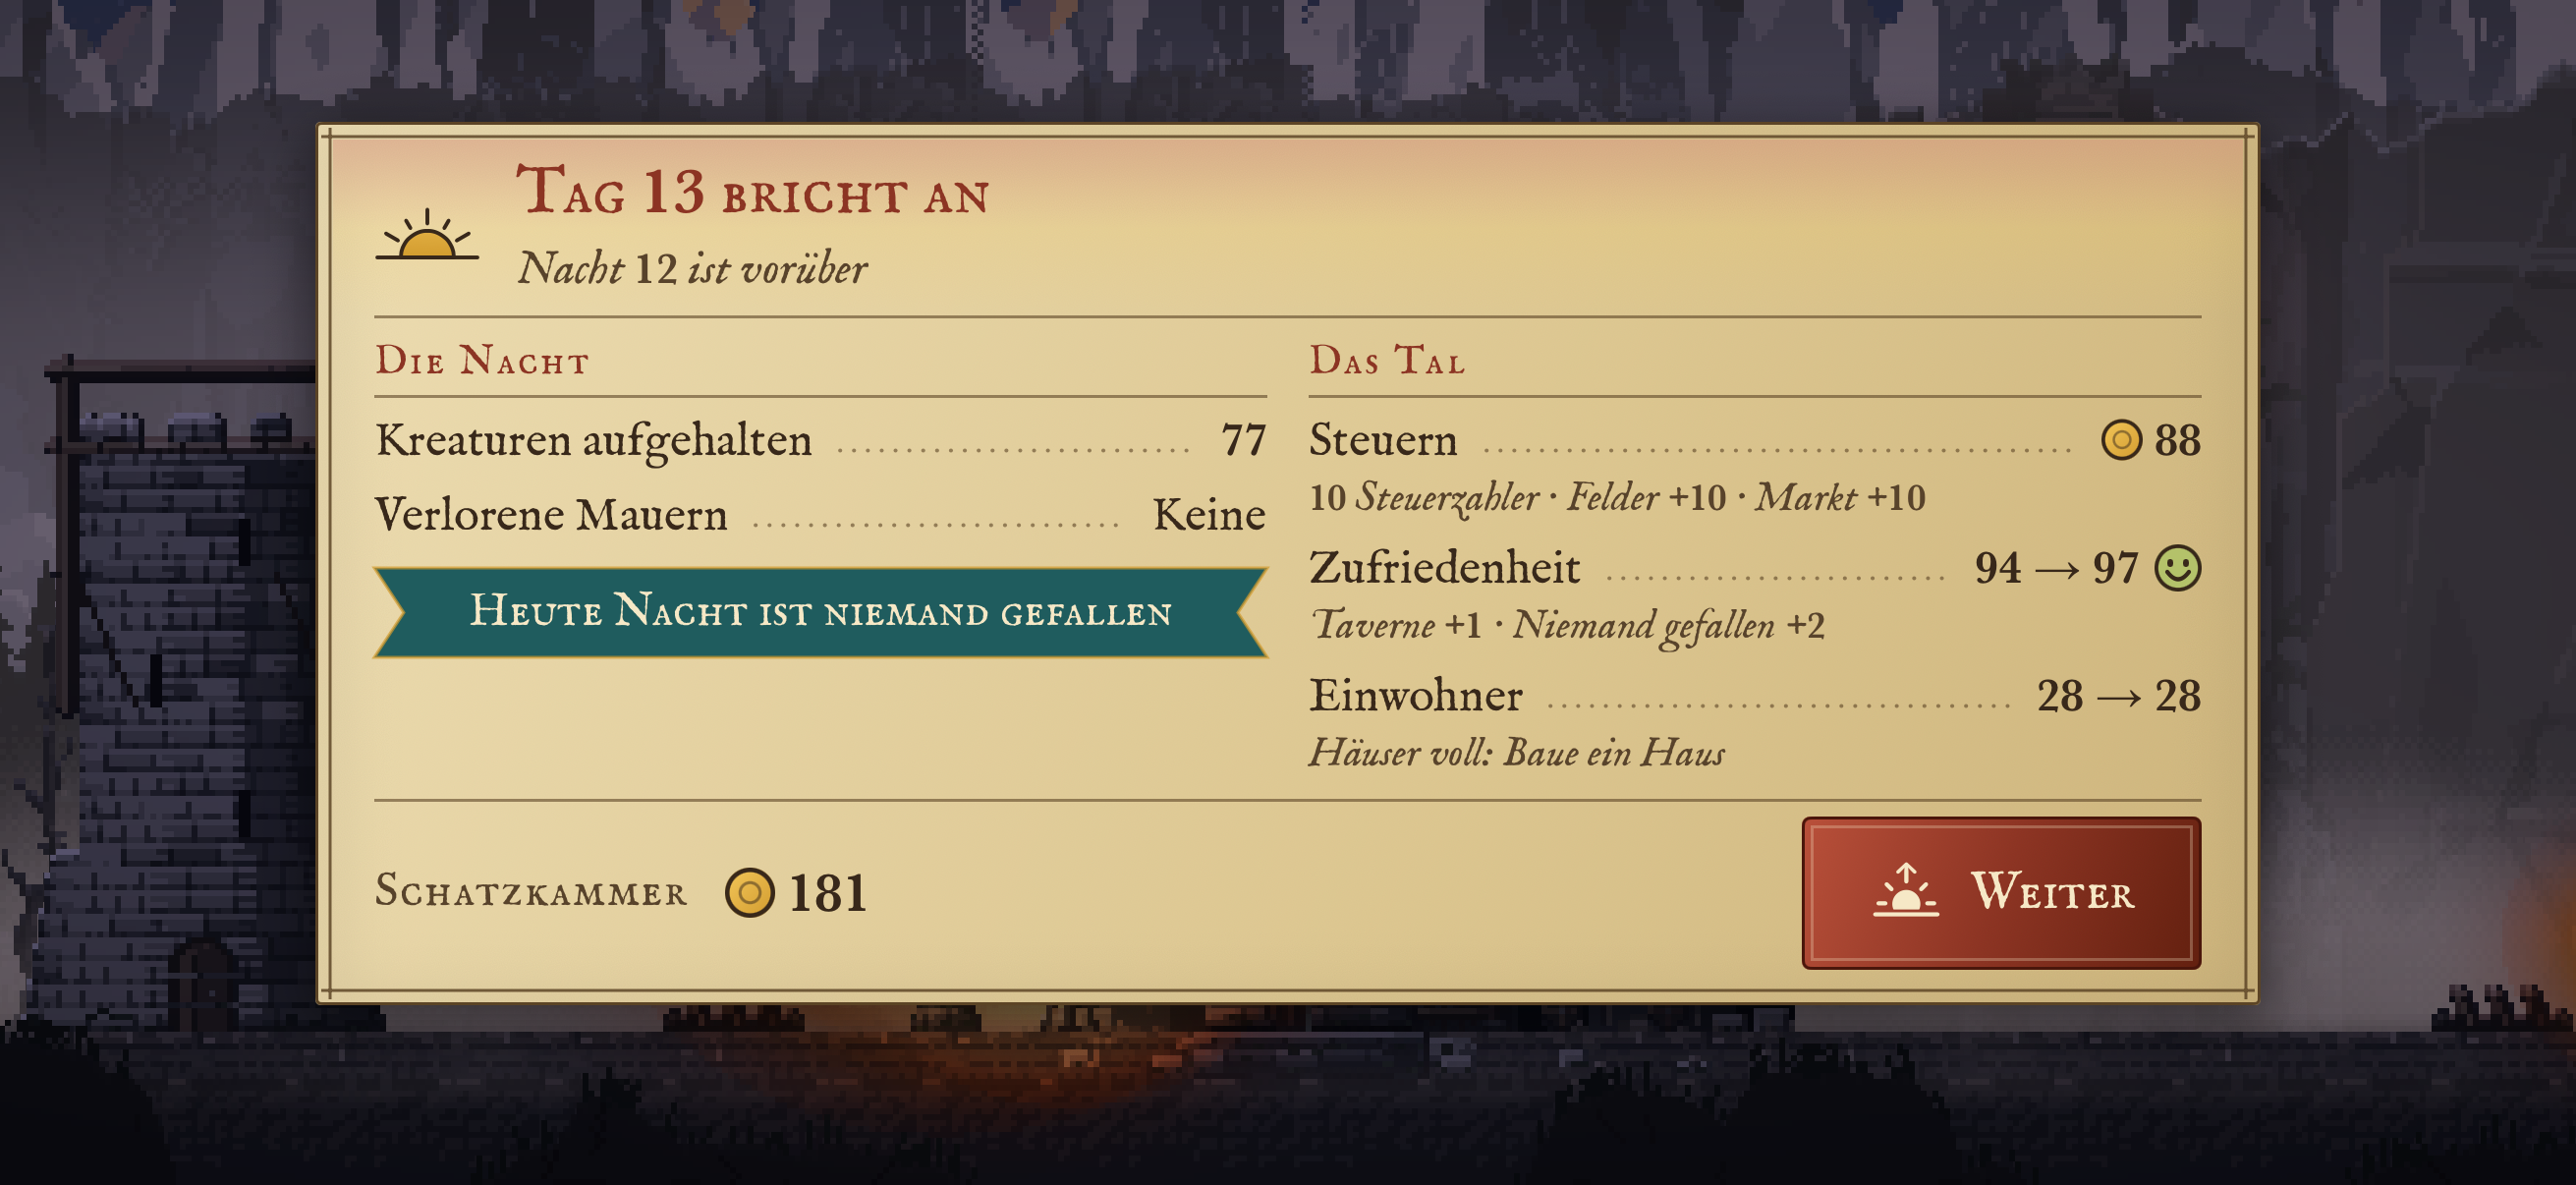 Tag 13 bricht an
Nacht 12 ist vorüber
Die Nacht
Kreaturen aufgehalten 77
Verlorene Mauern Keine
Heute Nacht ist niemand gefallen
Das Tal
Steuern 88
10 Steuerzahler · Felder +10 · Markt +10
Zufriedenheit 94 → 97
Taverne +1 · Niemand gefallen +2
Einwohner 28 → 28
Häuser voll: Baue ein Haus
Schatzkammer 181
Weiter